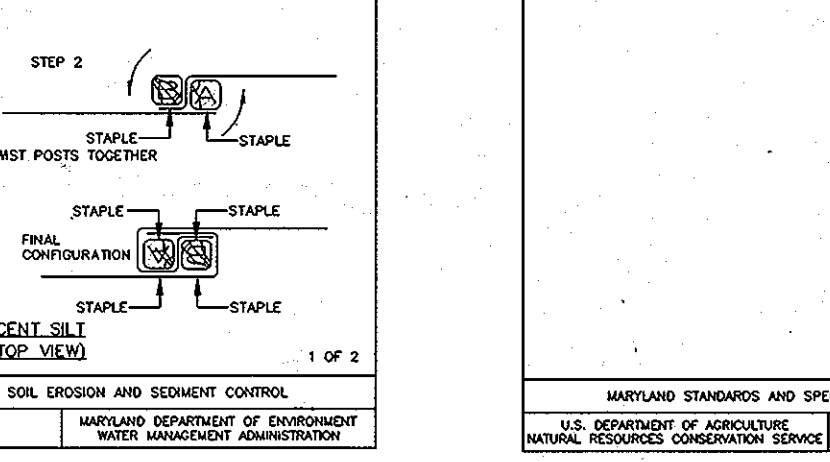 STEP 2
B A
STAPLE STAPLE
POSTS TOGETHER
STAPLE STAPLE
FINAL
CONFIGURATION
A B
STAPLE STAPLE
CENT SILT
TOP VIEW)
1 OF 2
SOIL EROSION AND SEDIMENT CONTROL
MARYLAND DEPARTMENT OF ENVIRONMENT
WATER MANAGEMENT ADMINISTRATION
MARYLAND STANDARDS AND SPE
U.S. DEPARTMENT OF AGRICULTURE
NATURAL RESOURCES CONSERVATION SERVICE